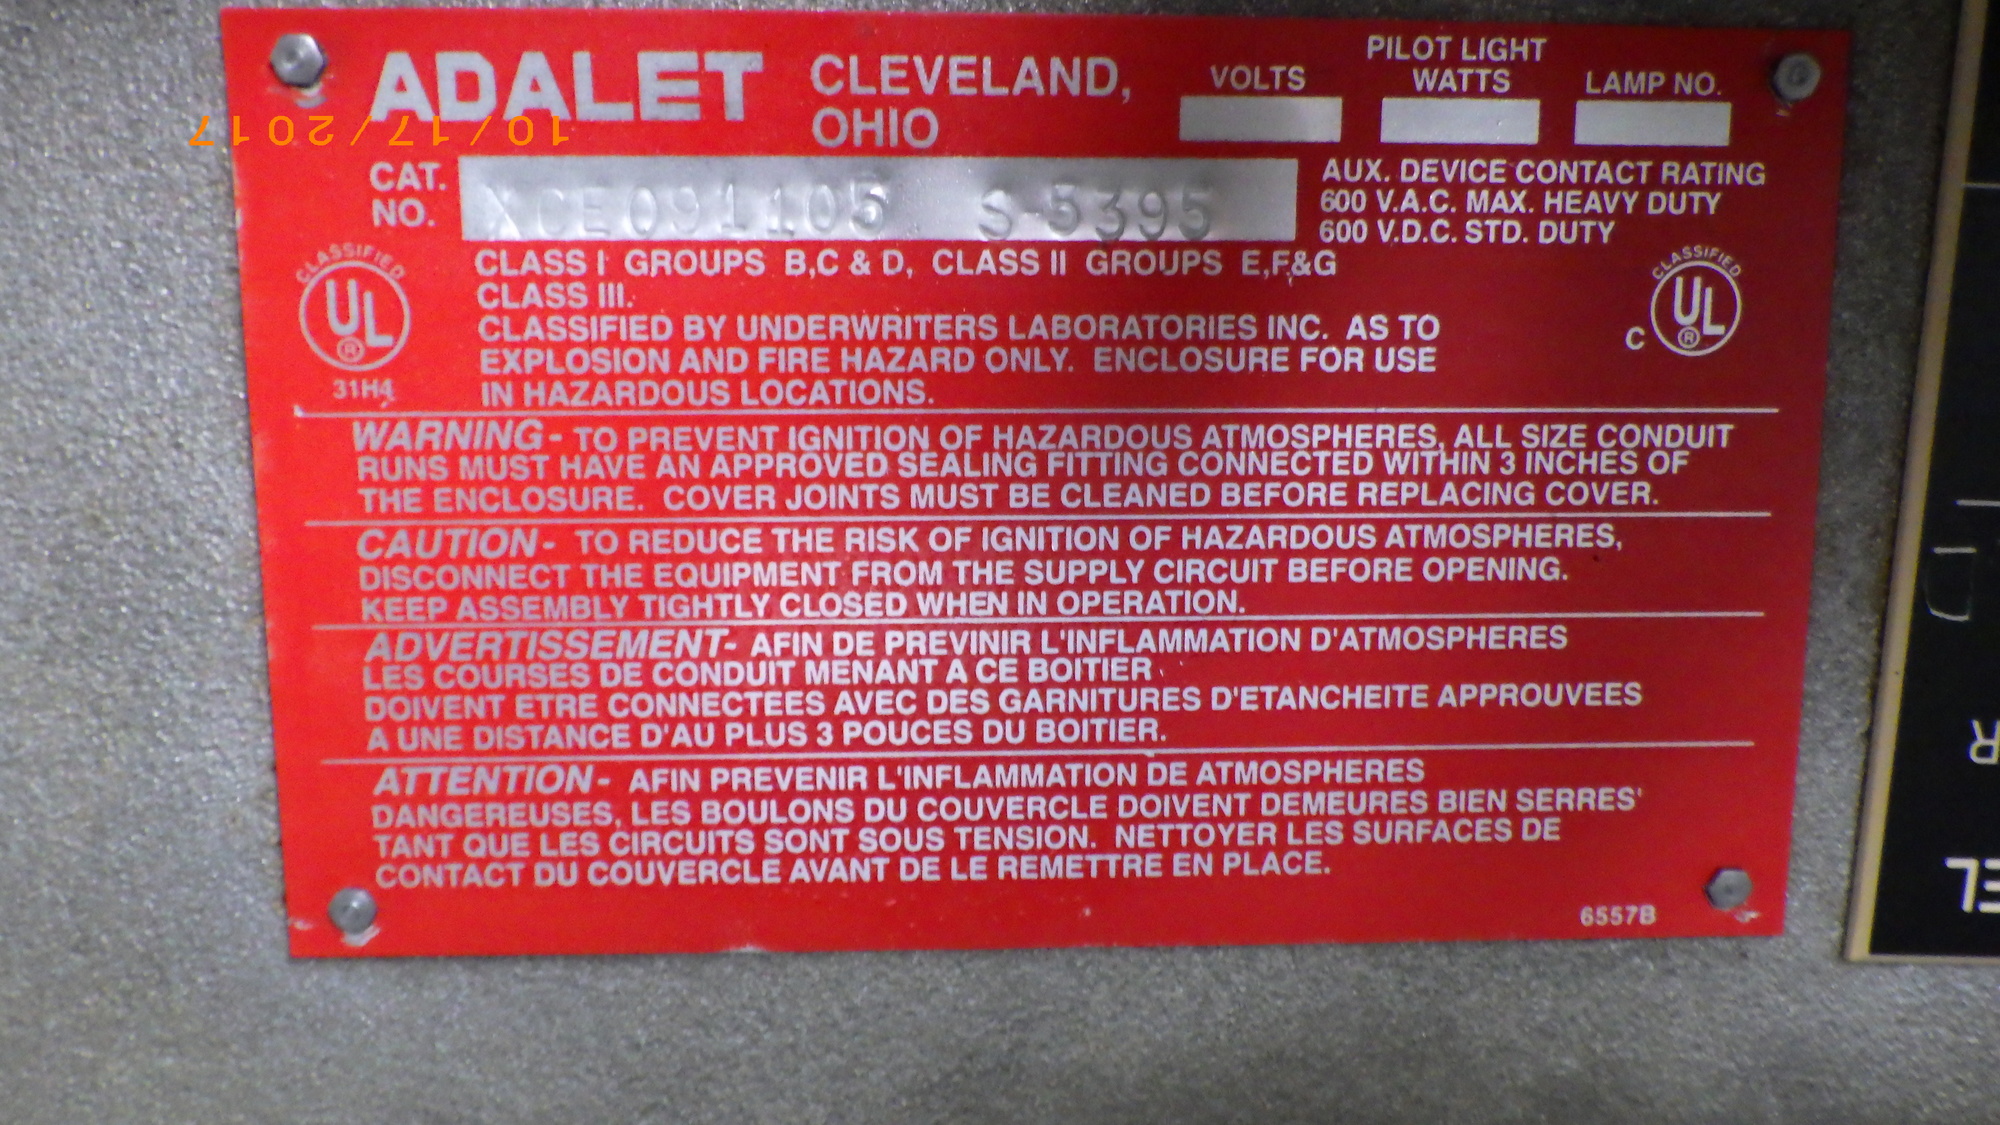 ADALET
CLEVELAND,
OHIO
VOLTS
PILOT LIGHT
WATTS
LAMP NO.
10/17/2017
CAT.
NO.
XCE091105 S-5395
AUX. DEVICE CONTACT RATING
600 V.A.C. MAX. HEAVY DUTY
600 V.D.C. STD. DUTY
CLASSIFIED
UL
®
31H4
CLASS I GROUPS B,C & D, CLASS II GROUPS E,F,&G
CLASS III.
CLASSIFIED BY UNDERWRITERS LABORATORIES INC. AS TO
EXPLOSION AND FIRE HAZARD ONLY. ENCLOSURE FOR USE
IN HAZARDOUS LOCATIONS.
CLASSIFIED
C UL
®
WARNING - TO PREVENT IGNITION OF HAZARDOUS ATMOSPHERES, ALL SIZE CONDUIT
RUNS MUST HAVE AN APPROVED SEALING FITTING CONNECTED WITHIN 3 INCHES OF
THE ENCLOSURE. COVER JOINTS MUST BE CLEANED BEFORE REPLACING COVER.
CAUTION - TO REDUCE THE RISK OF IGNITION OF HAZARDOUS ATMOSPHERES,
DISCONNECT THE EQUIPMENT FROM THE SUPPLY CIRCUIT BEFORE OPENING.
KEEP ASSEMBLY TIGHTLY CLOSED WHEN IN OPERATION.
ADVERTISSEMENT- AFIN DE PREVINIR L'INFLAMMATION D'ATMOSPHERES
LES COURSES DE CONDUIT MENANT A CE BOITIER
DOIVENT ETRE CONNECTEES AVEC DES GARNITURES D'ETANCHEITE APPROUVEES
A UNE DISTANCE D'AU PLUS 3 POUCES DU BOITIER.
ATTENTION - AFIN PREVENIR L'INFLAMMATION DE ATMOSPHERES
DANGEREUSES, LES BOULONS DU COUVERCLE DOIVENT DEMEURES BIEN SERRES'
TANT QUE LES CIRCUITS SONT SOUS TENSION. NETTOYER LES SURFACES DE
CONTACT DU COUVERCLE AVANT DE LE REMETTRE EN PLACE.
6557B
R
EL